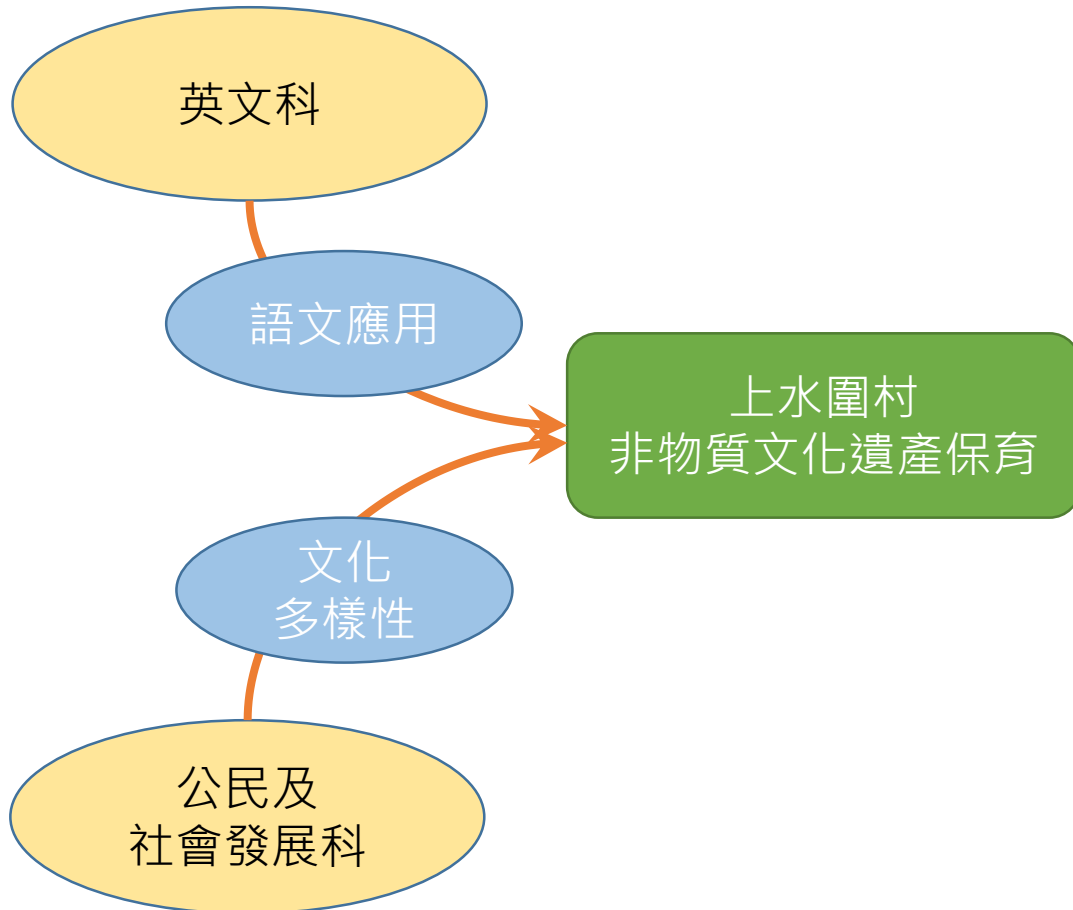 英文科
語文應用
上水圍村
非物質文化遺產保育
文化
多樣性
公民及
社會發展科